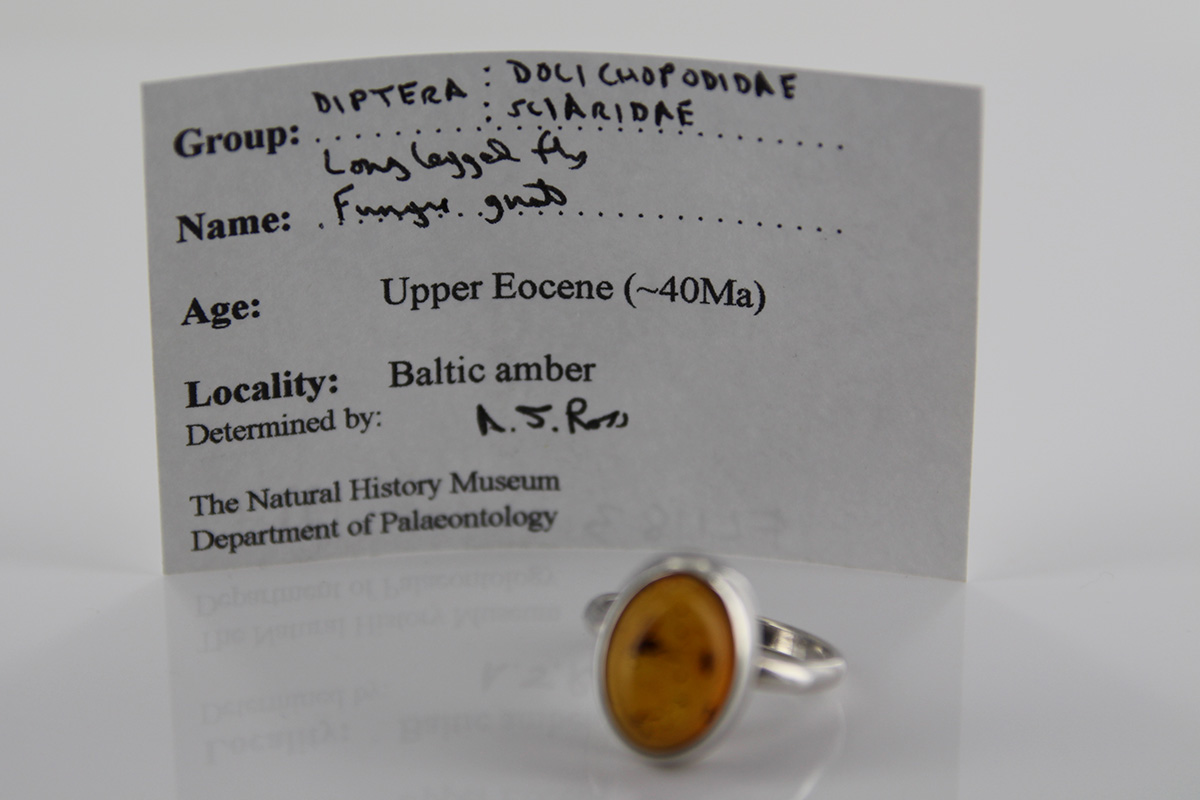 DIPTERA : DOLICHOPODIDAE
: SCIARIDAE
Group:
Long legged fly
Name: Fungus gnat
Age: Upper Eocene (~40Ma)
Locality: Baltic amber
Determined by: A.J. Ross
The Natural History Museum
Department of Palaeontology